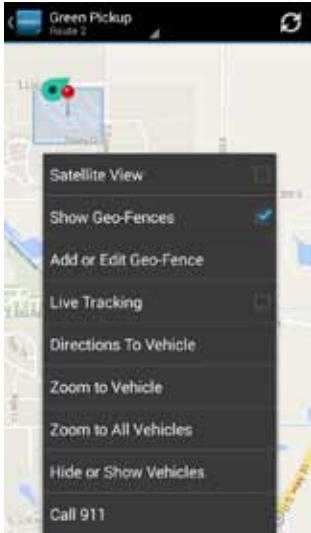 Green Pickup
Route 2
Satellite View
Show Geo-Fences
Add or Edit Geo-Fence
Live Tracking
Directions To Vehicle
Zoom to Vehicle
Zoom to All Vehicles
Hide or Show Vehicles
Call 911